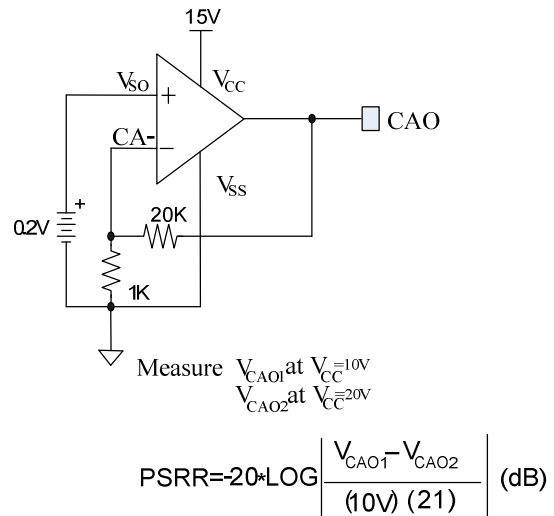 15V
VSO
+
VCC
CAO
CA-
−
VSS
+
0.2V
20K
1K
Measure VCAO1 at VCC=10V
VCAO2 at VCC=20V
PSRR=-20*LOG|VCAO1−VCAO2 / (10V) (21)| (dB)